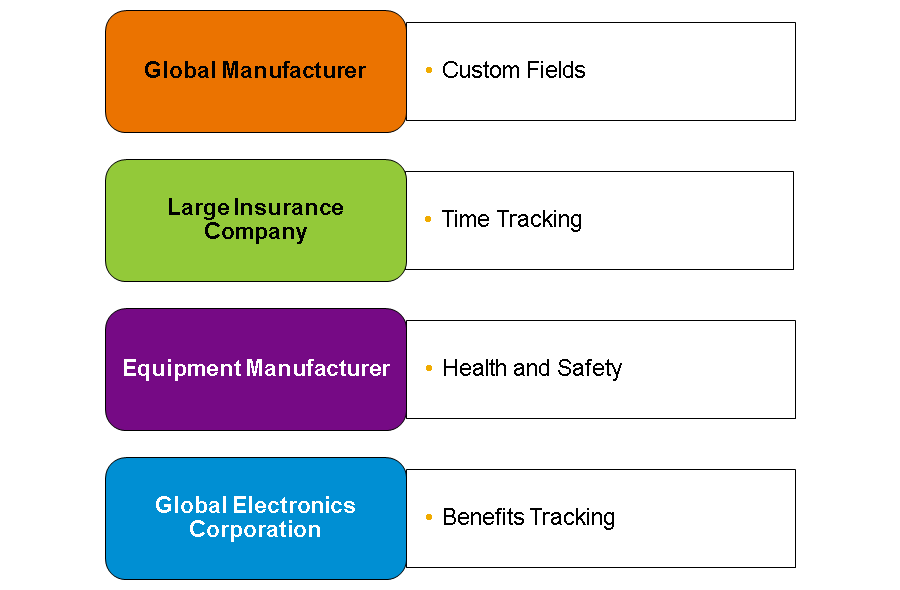 Global Manufacturer
• Custom Fields
Large Insurance
Company
• Time Tracking
Equipment Manufacturer
• Health and Safety
Global Electronics
Corporation
• Benefits Tracking